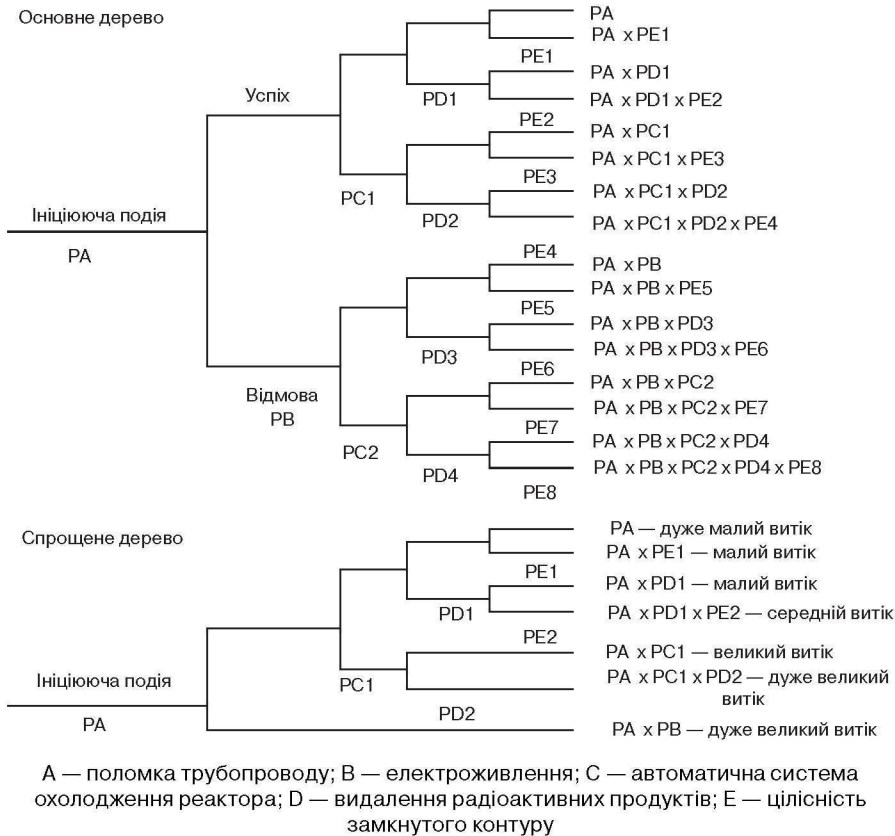 Основне дерево
PA
PA x PE1
PE1
PA x PD1
Успіх
PD1
PA x PD1 x PE2
PE2
PA x PC1
PA x PC1 x PE3
PE3
PC1
PA x PC1 x PD2
Ініціююча подія
PD2
PA x PC1 x PD2 x PE4
PA
PE4
PA x PB
PA x PB x PE5
PE5
PA x PB x PD3
PD3
PA x PB x PD3 x PE6
PE6
Відмова
PA x PB x PC2
PB
PA x PB x PC2 x PE7
PE7
PC2
PA x PB x PC2 x PD4
PD4
PA x PB x PC2 x PD4 x PE8
PE8
Спрощене дерево
PA — дуже малий витік
PA x PE1 — малий витік
PE1
PA x PD1 — малий витік
PD1
PA x PD1 x PE2 — середній витік
PE2
PA x PC1 — великий витік
Ініціююча подія
PC1
PA x PC1 x PD2 — дуже великий
витік
PD2
PA
PA x PB — дуже великий витік
A — поломка трубопроводу; B — електроживлення; C — автоматична система
охолодження реактора; D — видалення радіоактивних продуктів; E — цілісність
замкнутого контуру